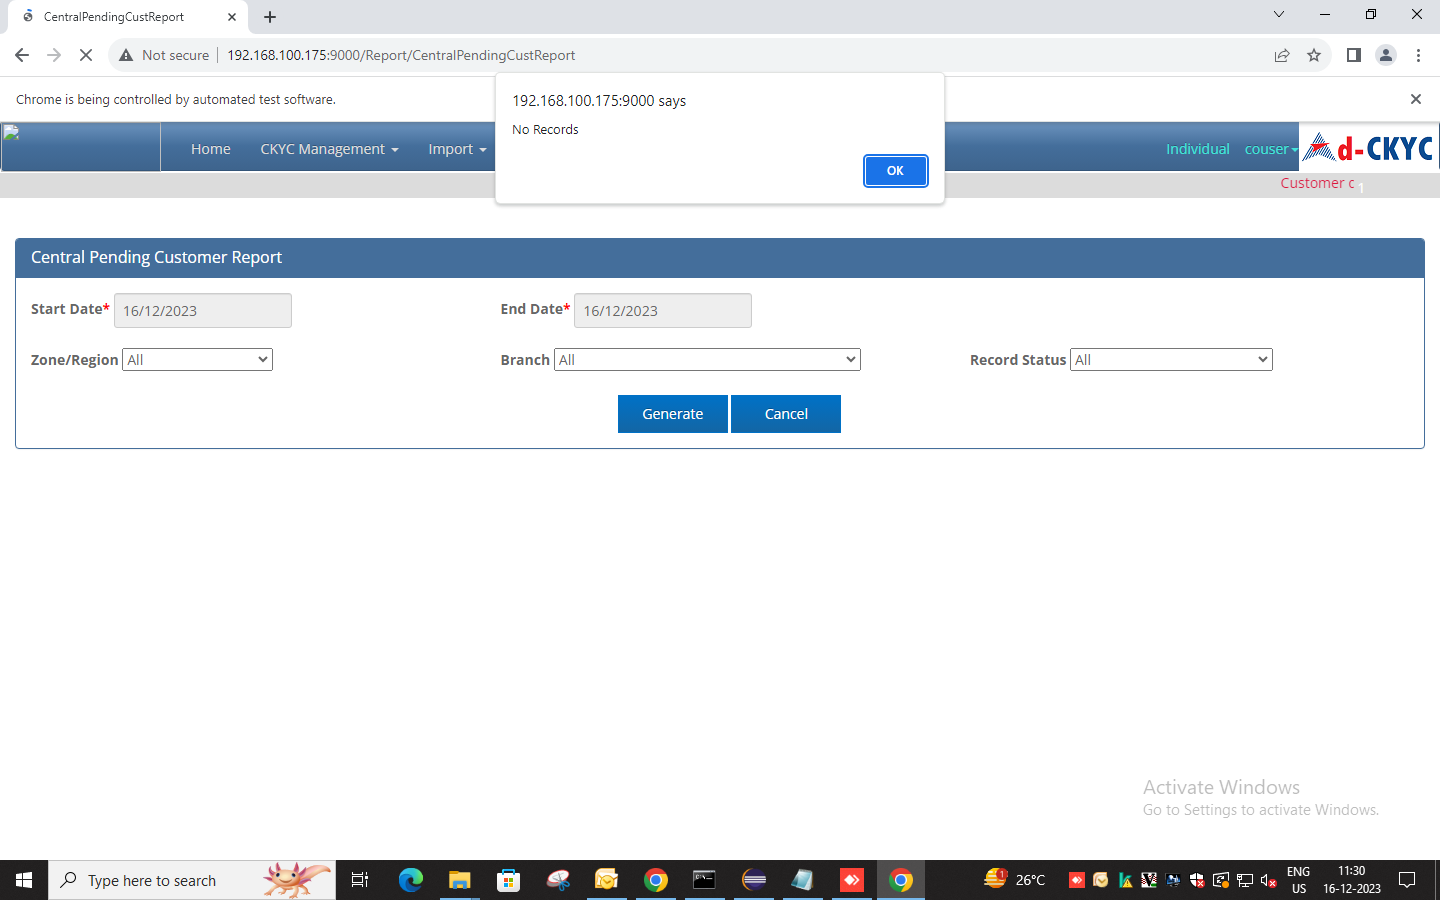 CentralPendingCustReport
Not secure
192.168.100.175:9000/Report/CentralPendingCustReport
Chrome is being controlled by automated test software.
192.168.100.175:9000 says
No Records
OK
Home
CKYC Management
Import
Individual
couser
d-CKYC
Customer c
1
Central Pending Customer Report
Start Date* 16/12/2023
End Date* 16/12/2023
Zone/Region All
Branch All
Record Status All
Generate
Cancel
Activate Windows
Go to Settings to activate Windows.
Type here to search
1
26°C
ENG
US
11:30
16-12-2023